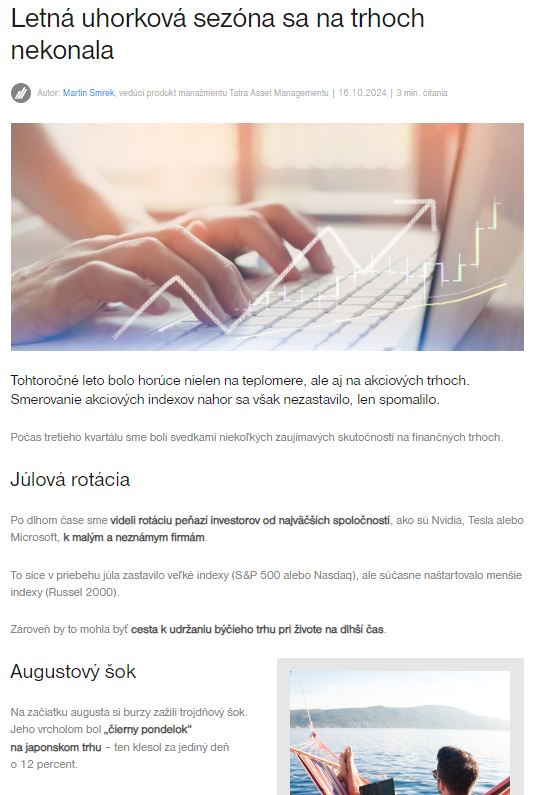 Letná uhorková sezóna sa na trhoch
nekonala
Autor: Martin Smrek, vedúci produkt manažmentu Tatra Asset Managementu | 16.10.2024 | 3 min. čítania
Tohtoročné leto bolo horúce nielen na teplomere, ale aj na akciových trhoch.
Smerovanie akciových indexov nahor sa však nezastavilo, len spomalilo.
Počas tretieho kvartálu sme boli svedkami niekoľkých zaujímavých skutočností na finančných trhoch.
Júlová rotácia
Po dlhom čase sme videli rotáciu peňazí investorov od najväčších spoločností, ako sú Nvidia, Tesla alebo
Microsoft, k malým a neznámym firmám.
To síce v priebehu júla zastavilo veľké indexy (S&P 500 alebo Nasdaq), ale súčasne naštartovalo menšie
indexy (Russel 2000).
Zároveň by to mohla byť cesta k udržaniu býčieho trhu pri živote na dlhší čas.
Augustový šok
Na začiatku augusta si burzy zažili trojdňový šok.
Jeho vrcholom bol „čierny pondelok“
na japonskom trhu – ten klesol za jediný deň
o 12 percent.